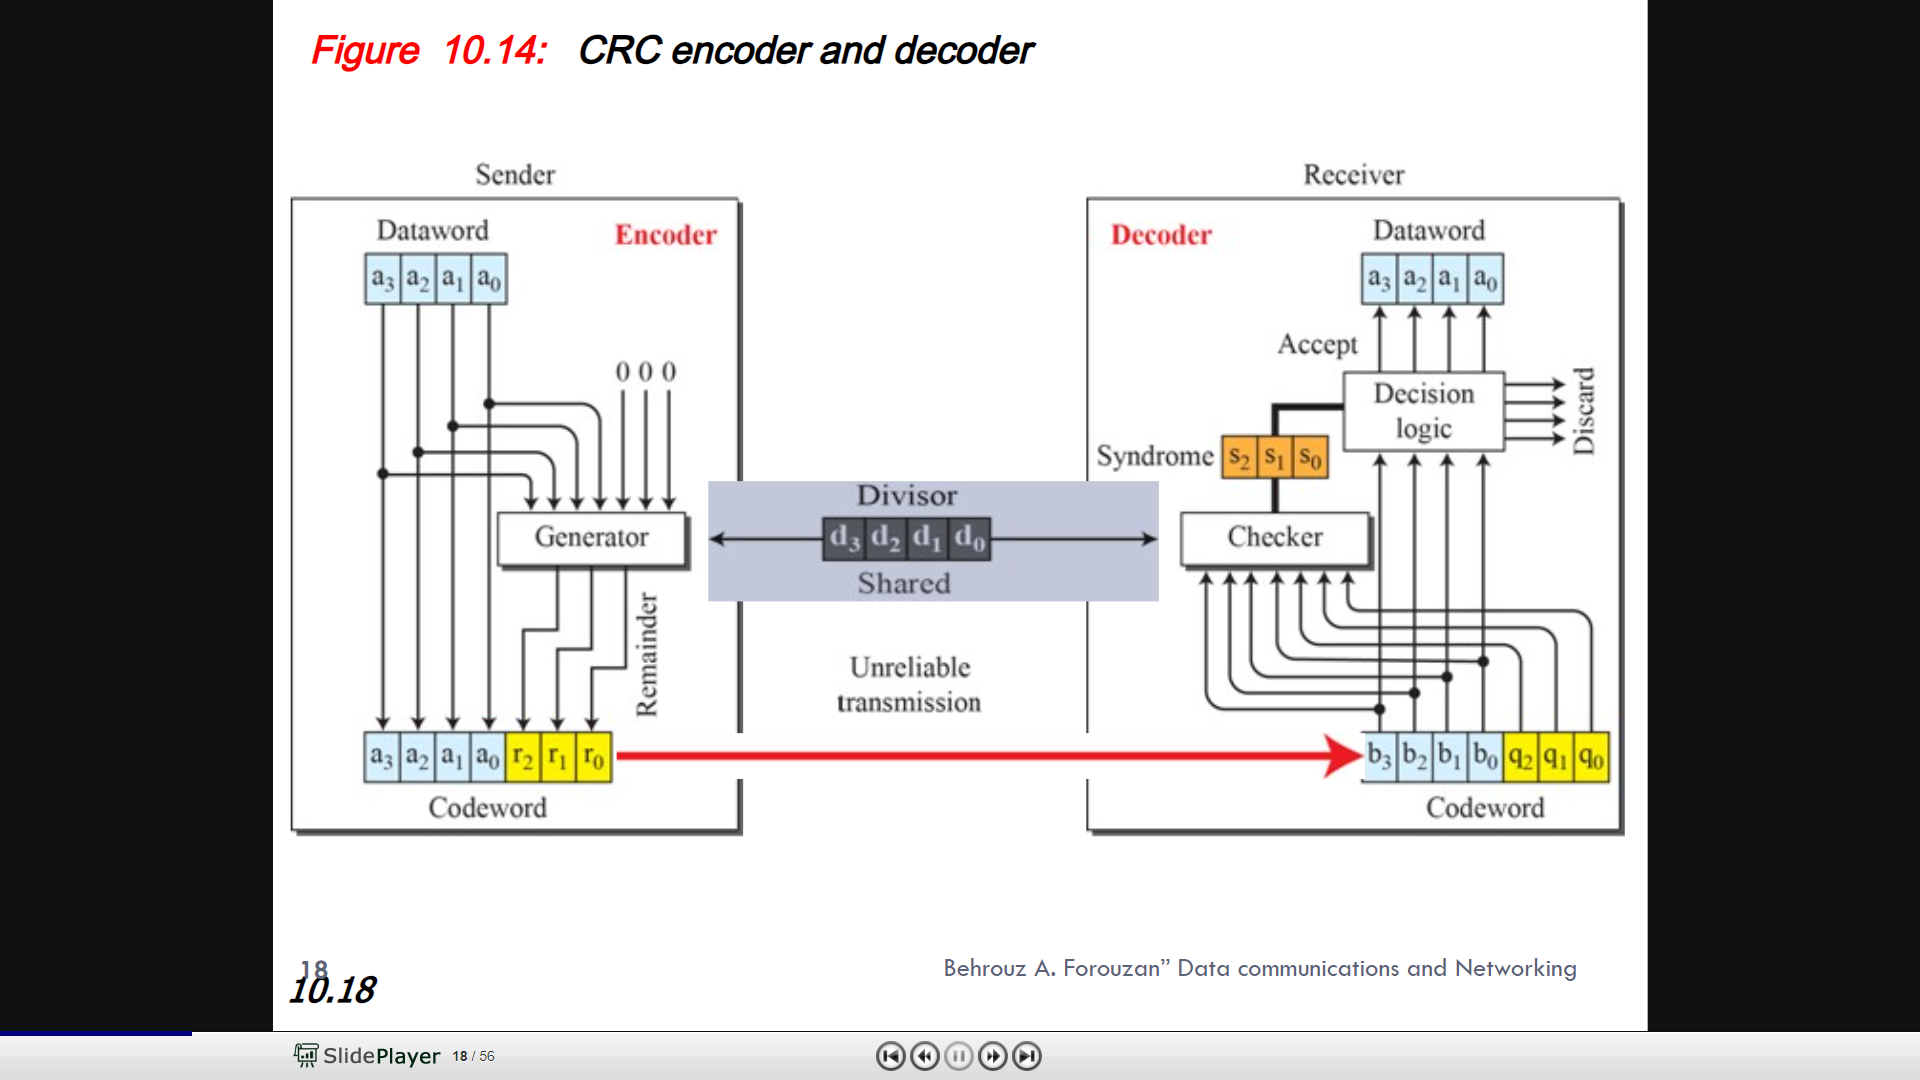 Figure 10.14: CRC encoder and decoder
Sender
Receiver
Dataword
Encoder
a3 a2 a1 a0
0 0 0
Generator
Remainder
a3 a2 a1 a0 r2 r1 r0
Codeword
Divisor
d3 d2 d1 d0
Shared
Unreliable
transmission
Decoder
Dataword
a3 a2 a1 a0
Accept
Decision
logic
Discard
Syndrome s2 s1 s0
Checker
b3 b2 b1 b0 q2 q1 q0
Codeword
18
10.18
Behrouz A. Forouzan” Data communications and Networking
SlidePlayer 18 / 56